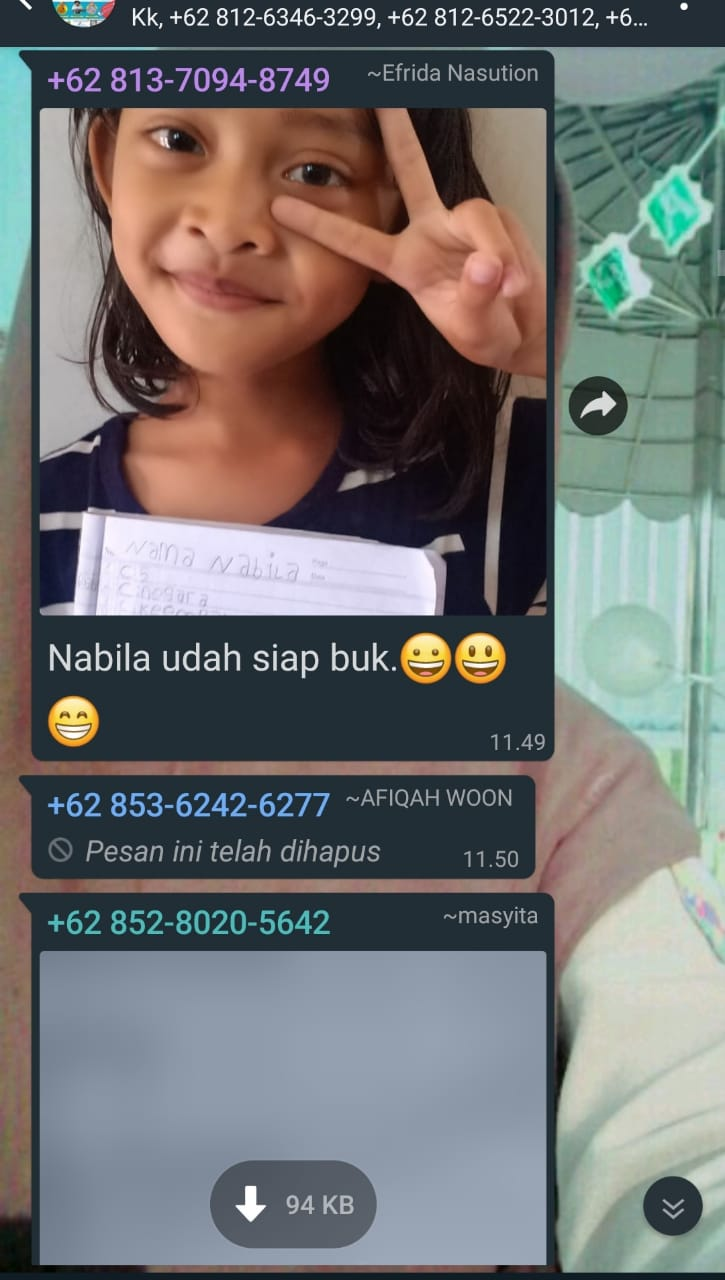 Kk, +62 812-6346-3299, +62 812-6522-3012, +6...
+62 813-7094-8749 ~Efrida Nasution
Nama Nabila
Nabila udah siap buk.😀😃
😁
11.49
+62 853-6242-6277 ~AFIQAH WOON
Pesan ini telah dihapus 11.50
+62 852-8020-5642 ~masyita
94 KB